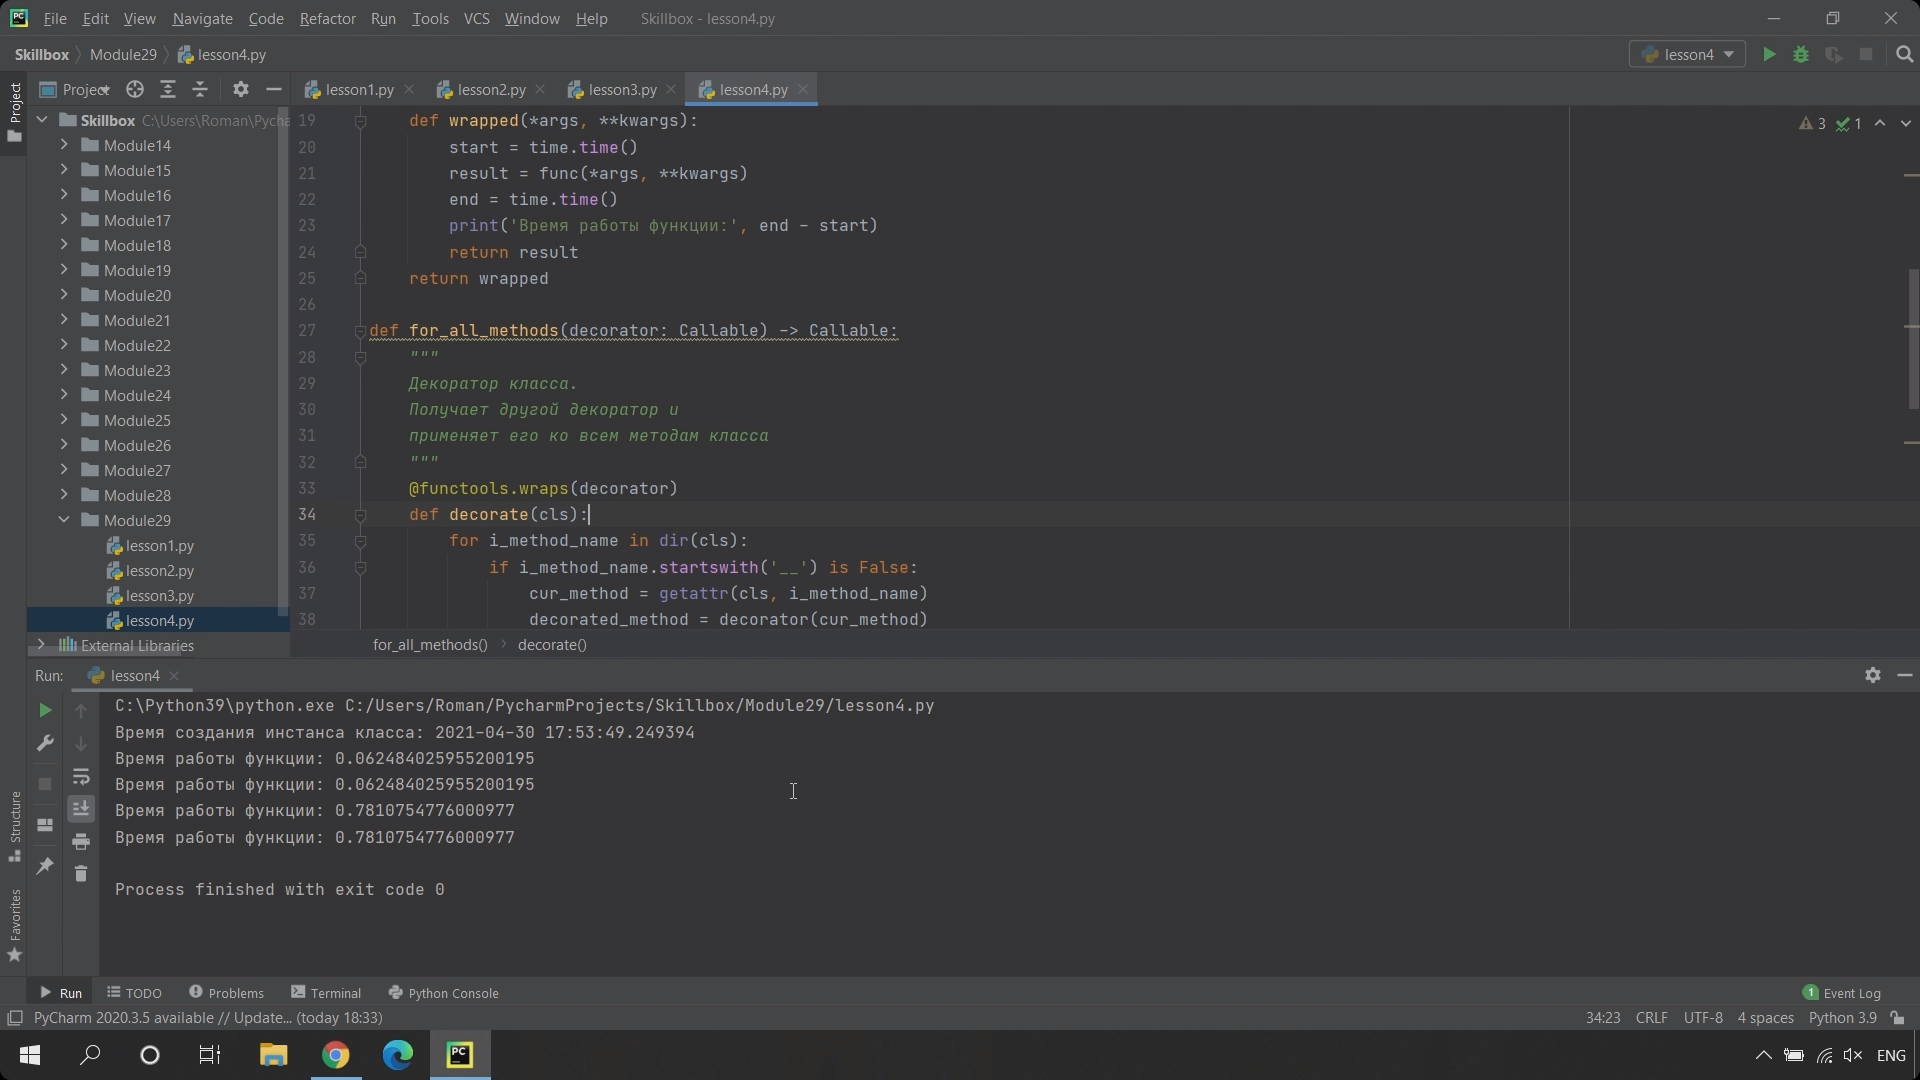 File Edit View Navigate Code Refactor Run Tools VCS Window Help Skillbox - lesson4.py
Skillbox Module29 lesson4.py lesson4
Project lesson1.py lesson2.py lesson3.py lesson4.py
Project
Skillbox C:\Users\Roman\Pycha
Module14
Module15
Module16
Module17
Module18
Module19
Module20
Module21
Module22
Module23
Module24
Module25
Module26
Module27
Module28
Module29
lesson1.py
lesson2.py
lesson3.py
lesson4.py
External Libraries
3 1
19 def wrapped(*args, **kwargs):
20 start = time.time()
21 result = func(*args, **kwargs)
22 end = time.time()
23 print('Время работы функции:', end - start)
24 return result
25 return wrapped
26
27 def for_all_methods(decorator: Callable) -> Callable:
28 """
29 Декоратор класса.
30 Получает другой декоратор и
31 применяет его ко всем методам класса
32 """
33 @functools.wraps(decorator)
34 def decorate(cls):
35 for i_method_name in dir(cls):
36 if i_method_name.startswith('__') is False:
37 cur_method = getattr(cls, i_method_name)
38 decorated_method = decorator(cur_method)
for_all_methods() decorate()
Run: lesson4
C:\Python39\python.exe C:/Users/Roman/PycharmProjects/Skillbox/Module29/lesson4.py
Время создания инстанса класса: 2021-04-30 17:53:49.249394
Время работы функции: 0.062484025955200195
Время работы функции: 0.062484025955200195
Время работы функции: 0.7810754776000977
Время работы функции: 0.7810754776000977
Process finished with exit code 0
Structure
Favorites
Run TODO Problems Terminal Python Console 1 Event Log
PyCharm 2020.3.5 available // Update... (today 18:33) 34:23 CRLF UTF-8 4 spaces Python 3.9
PC ENG